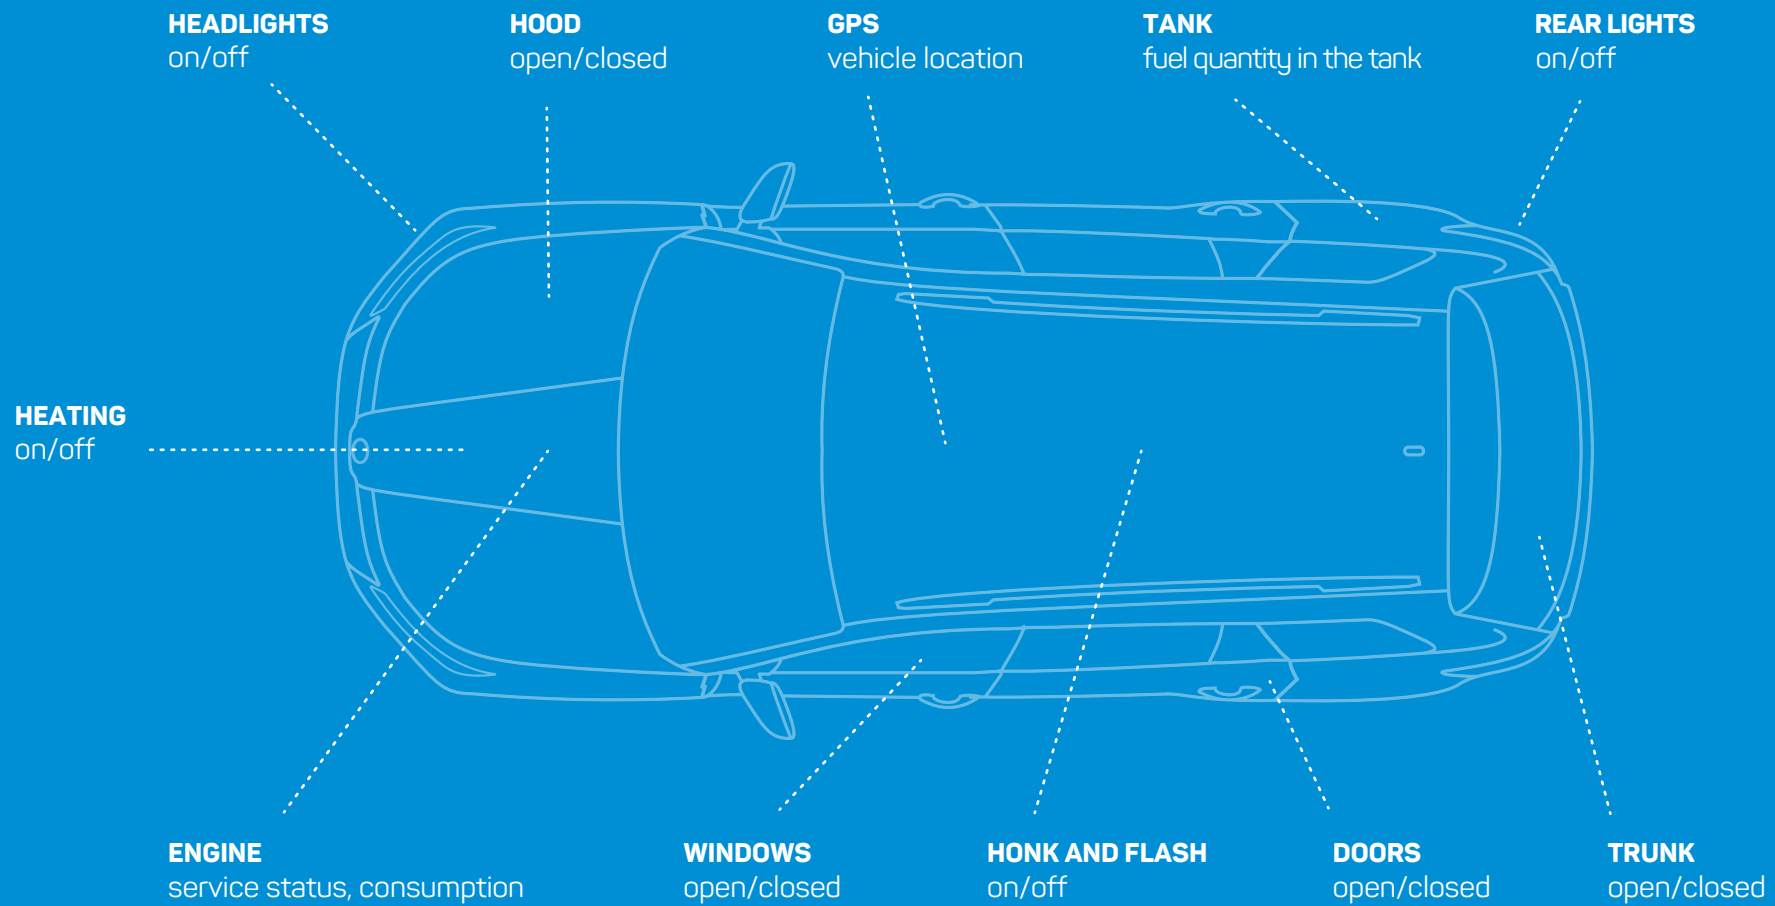 HEADLIGHTS
on/off
HOOD
open/closed
GPS
vehicle location
TANK
fuel quantity in the tank
REAR LIGHTS
on/off
HEATING
on/off
ENGINE
service status, consumption
WINDOWS
open/closed
HONK AND FLASH
on/off
DOORS
open/closed
TRUNK
open/closed